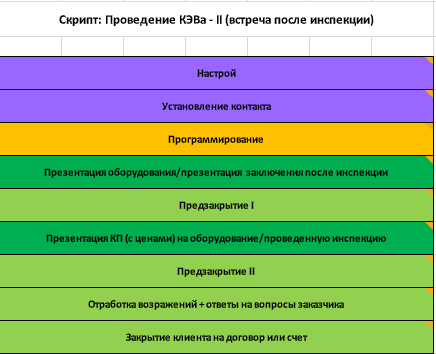 Скрипт: Проведение КЭВа - II (встреча после инспекции)
Настрой
Установление контакта
Программирование
Презентация оборудования/презентация заключения после инспекции
Предзакрытие I
Презентация КП (с ценами) на оборудование/проведенную инспекцию
Предзакрытие II
Отработка возражений + ответы на вопросы заказчика
Закрытие клиента на договор или счет